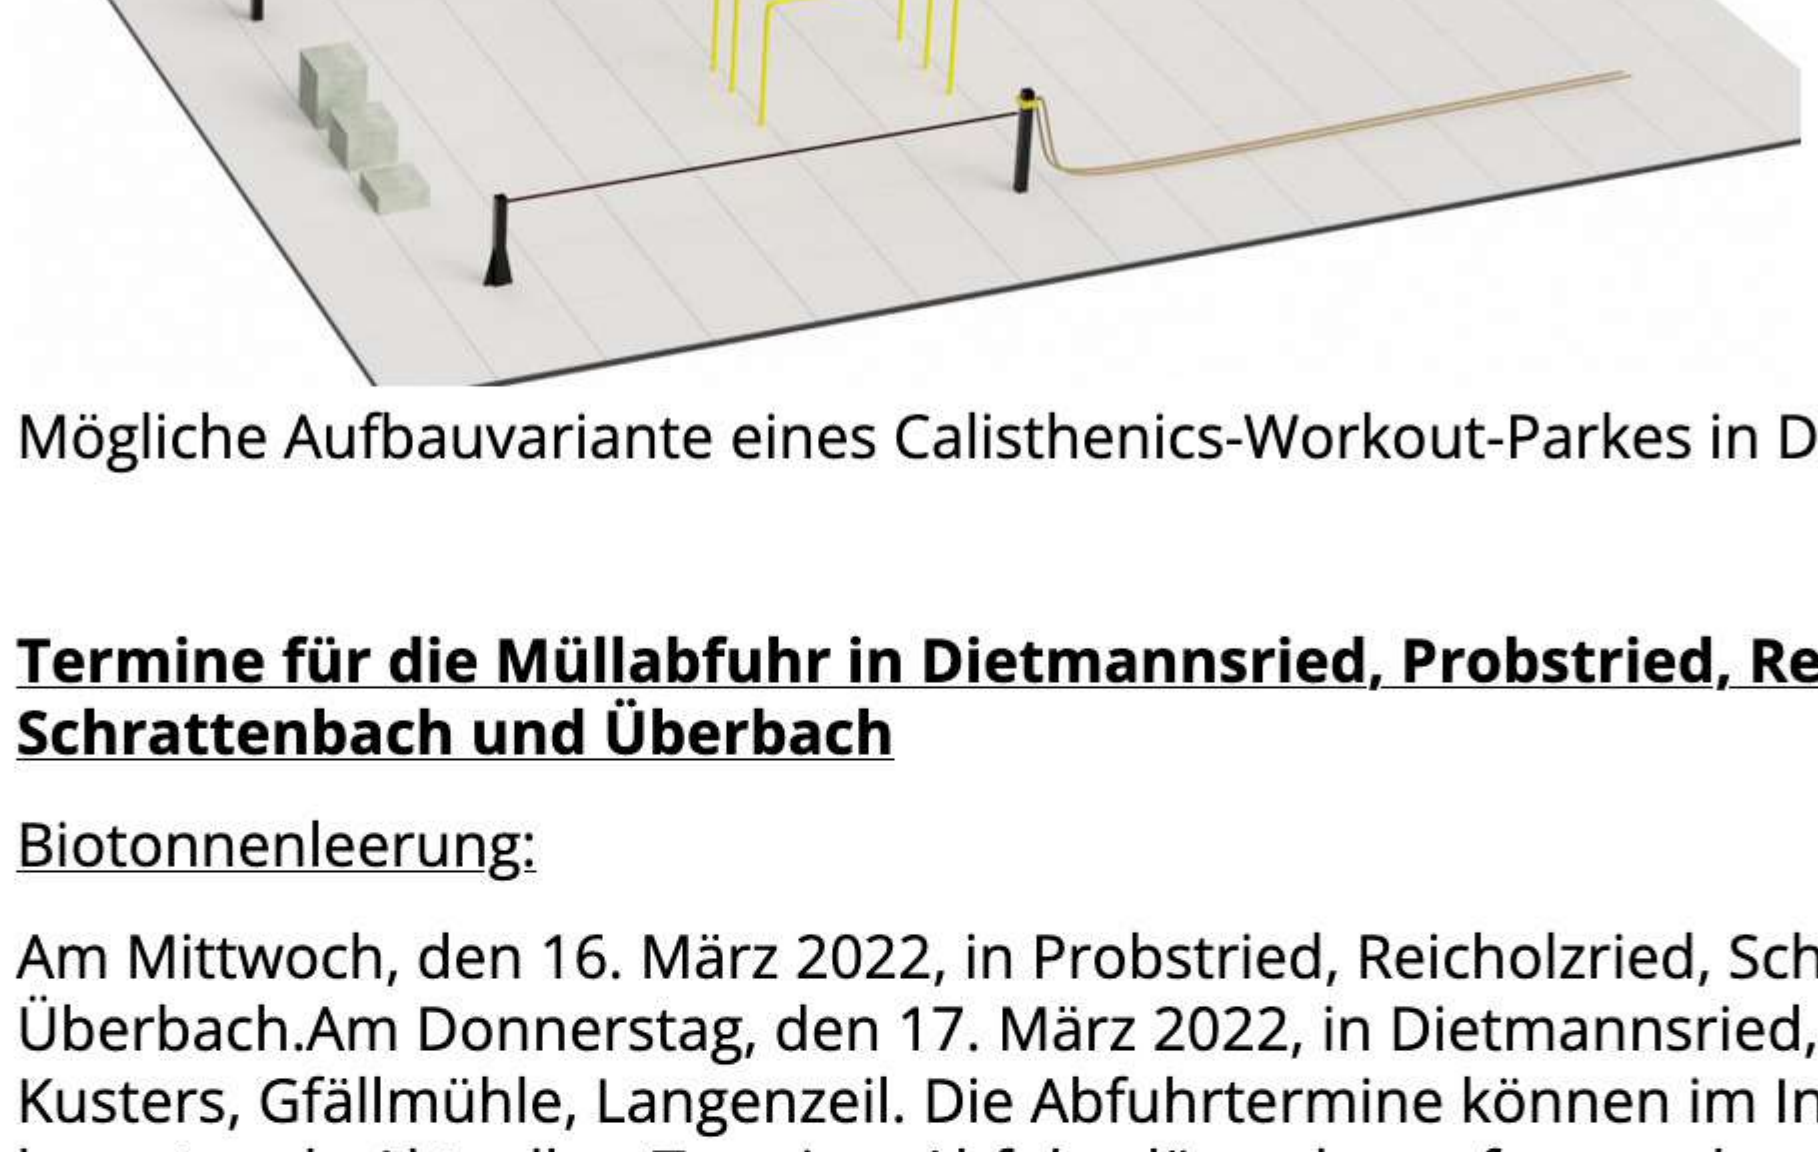 Mögliche Aufbauvariante eines Calisthenics-Workout-Parkes in D
Termine für die Müllabfuhr in Dietmannsried, Probstried, Re
Schrattenbach und Überbach
Biotonnenleerung:
Am Mittwoch, den 16. März 2022, in Probstried, Reicholzried, Sch
Überbach.Am Donnerstag, den 17. März 2022, in Dietmannsried,
Kusters, Gfällmühle, Langenzeil. Die Abfuhrtermine können im In